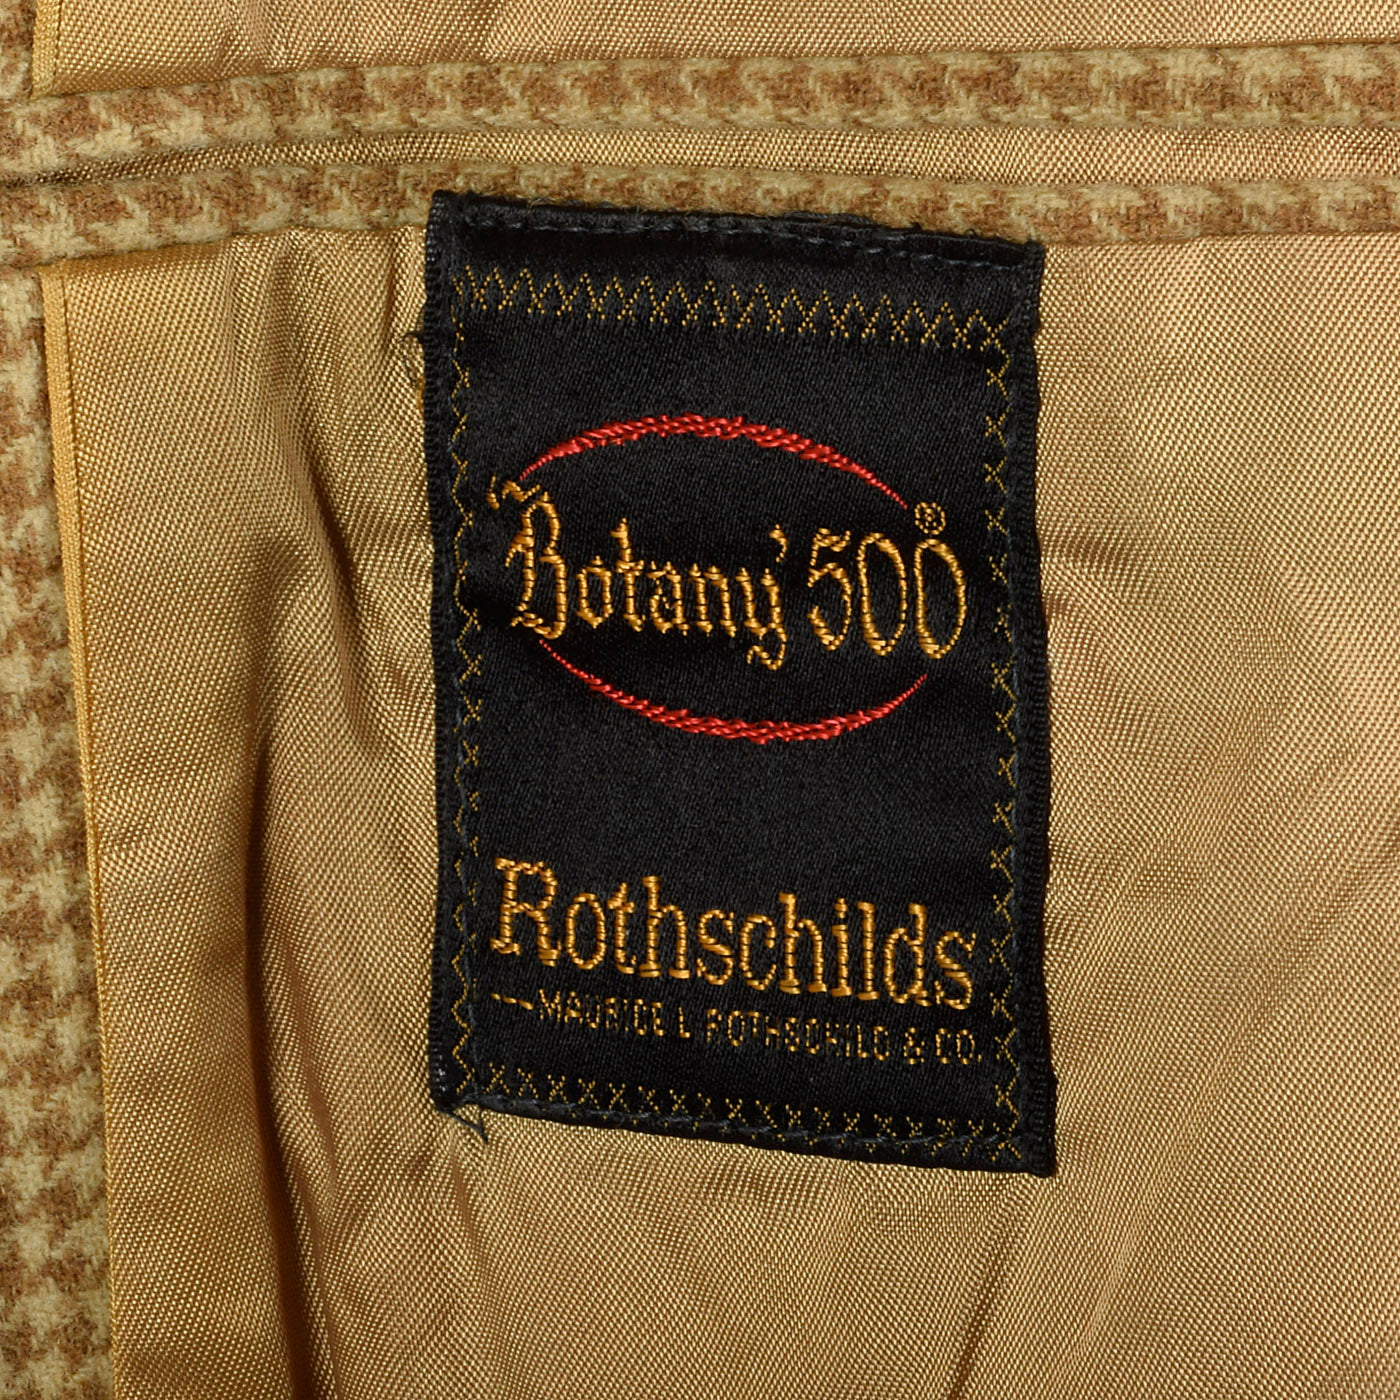 'Botany' 500®
Rothschilds
MAURICE L ROTHSCHILD & CO.